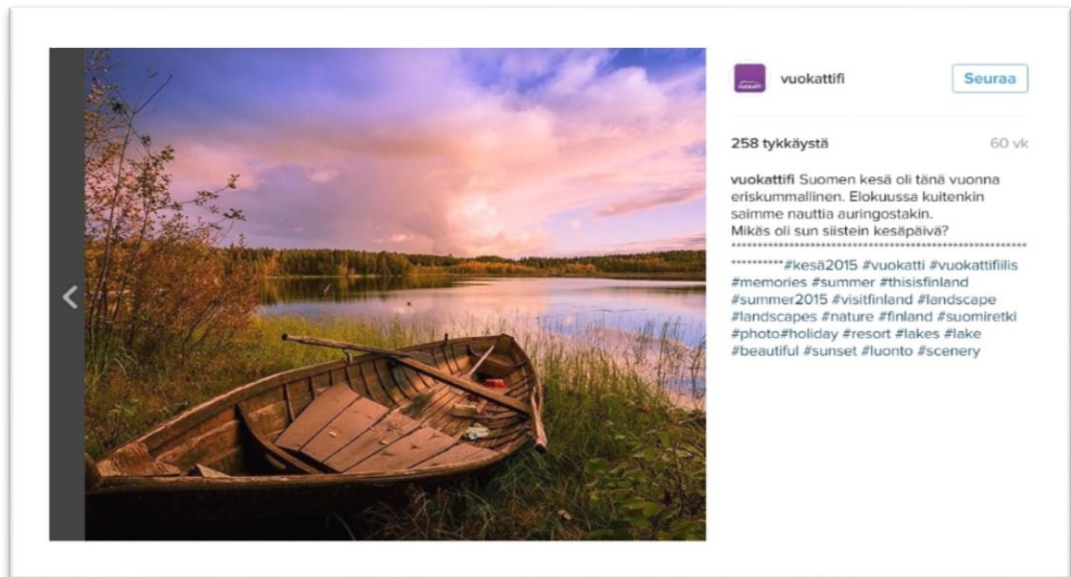 VUOKATTI
vuokattifi
Seuraa
258 tykkäystä
60 vk
vuokattifi Suomen kesä oli tänä vuonna
eriskummallinen. Elokuussa kuitenkin
saimme nauttia auringostakin.
Mikäs oli sun siistein kesäpäivä?
********************************************************
**********#kesä2015 #vuokatti #vuokattifiilis
#memories #summer #thisisfinland
#summer2015 #visitfinland #landscape
#landscapes #nature #finland #suomiretki
#photo#holiday #resort #lakes #lake
#beautiful #sunset #luonto #scenery